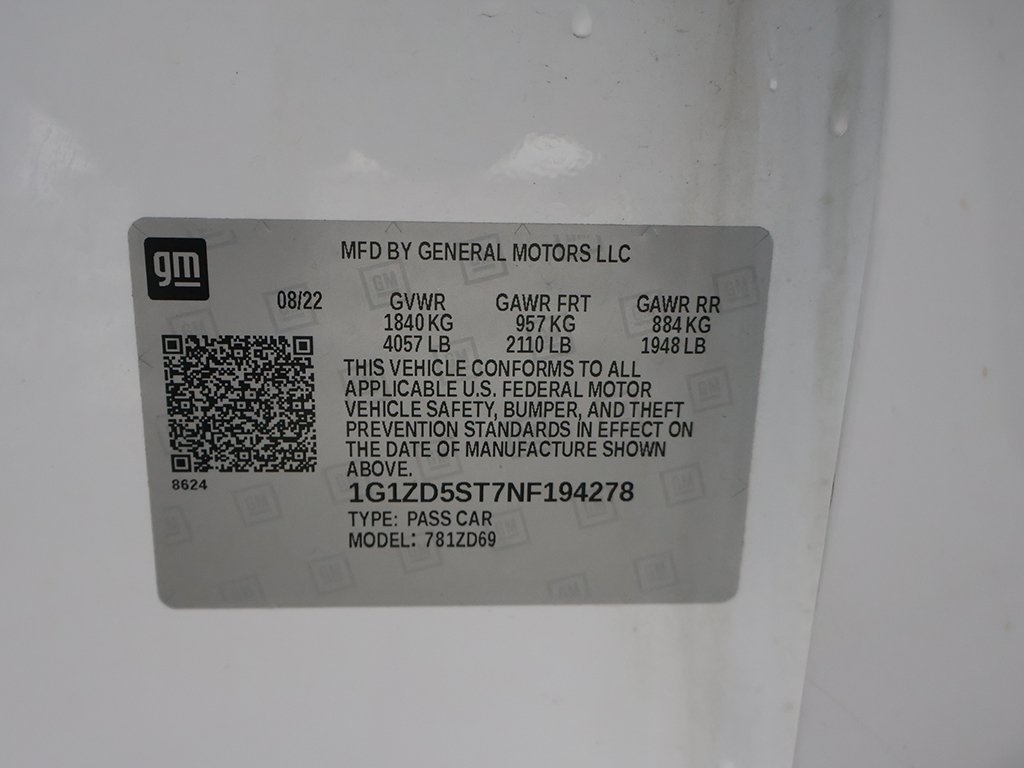 gm
MFD BY GENERAL MOTORS LLC
08/22 GVWR GAWR FRT GAWR RR
1840 KG 957 KG 884 KG
4057 LB 2110 LB 1948 LB
THIS VEHICLE CONFORMS TO ALL
APPLICABLE U.S. FEDERAL MOTOR
VEHICLE SAFETY, BUMPER, AND THEFT
PREVENTION STANDARDS IN EFFECT ON
THE DATE OF MANUFACTURE SHOWN
ABOVE.
8624
1G1ZD5ST7NF194278
TYPE: PASS CAR
MODEL: 781ZD69